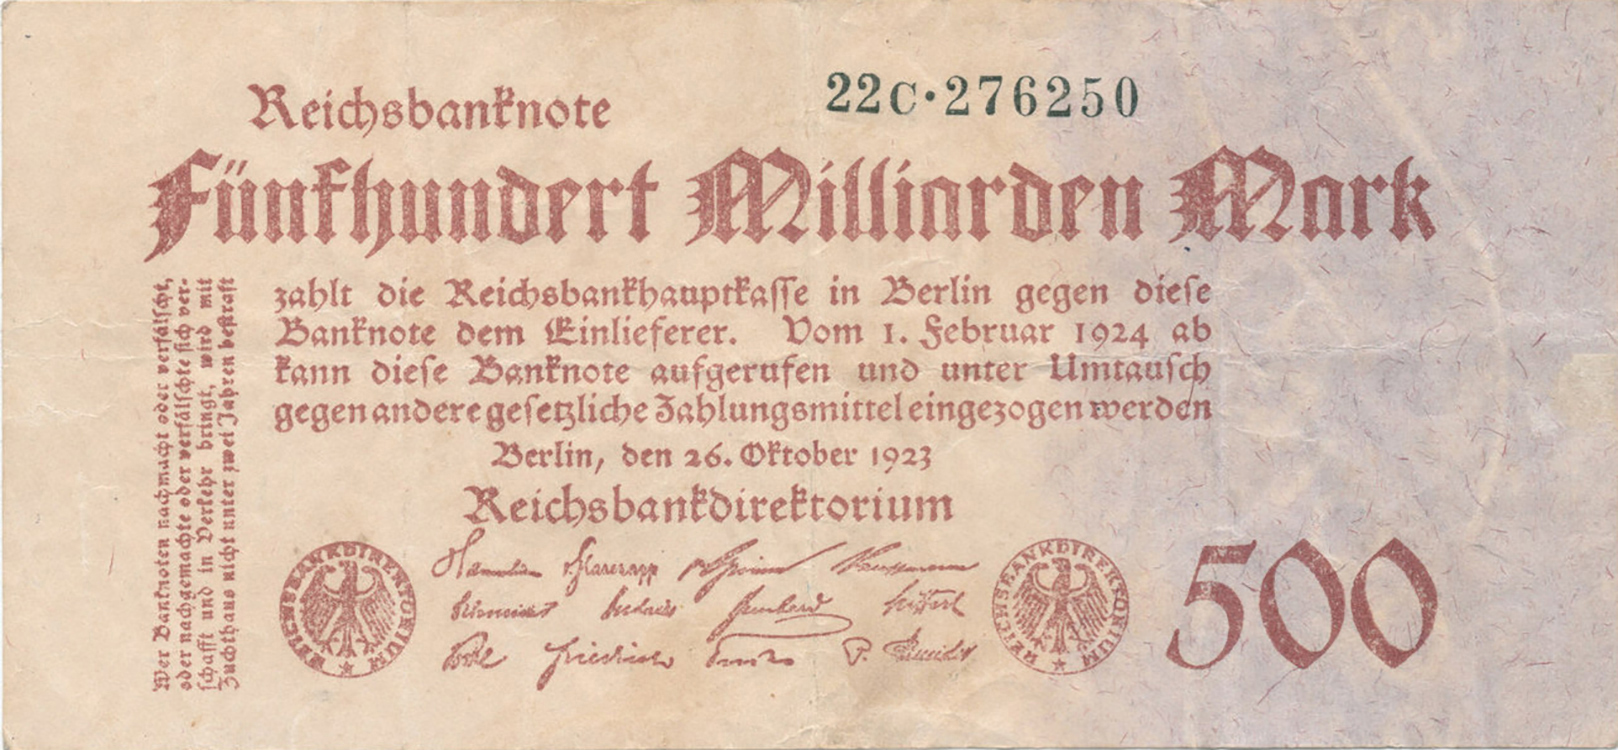 Reichsbanknote
22C·276250
Fünfhundert Milliarden Mark
zahlt die Reichsbankhauptkasse in Berlin gegen diese
Banknote dem Einlieferer. Vom 1. Februar 1924 ab
kann diese Banknote aufgerufen und unter Umtausch
gegen andere gesetzliche Zahlungsmittel eingezogen werden
Berlin, den 26. Oktober 1923
Reichsbankdirektorium
Wer Banknoten nachmacht oder verfälscht,
oder nachgemachte oder verfälschte sich ver-
schafft und in Verkehr bringt, wird mit
Zuchthaus nicht unter zwei Jahren bestraft
REICHSBANKDIREKTORIUM
REICHSBANKDIREKTORIUM
500